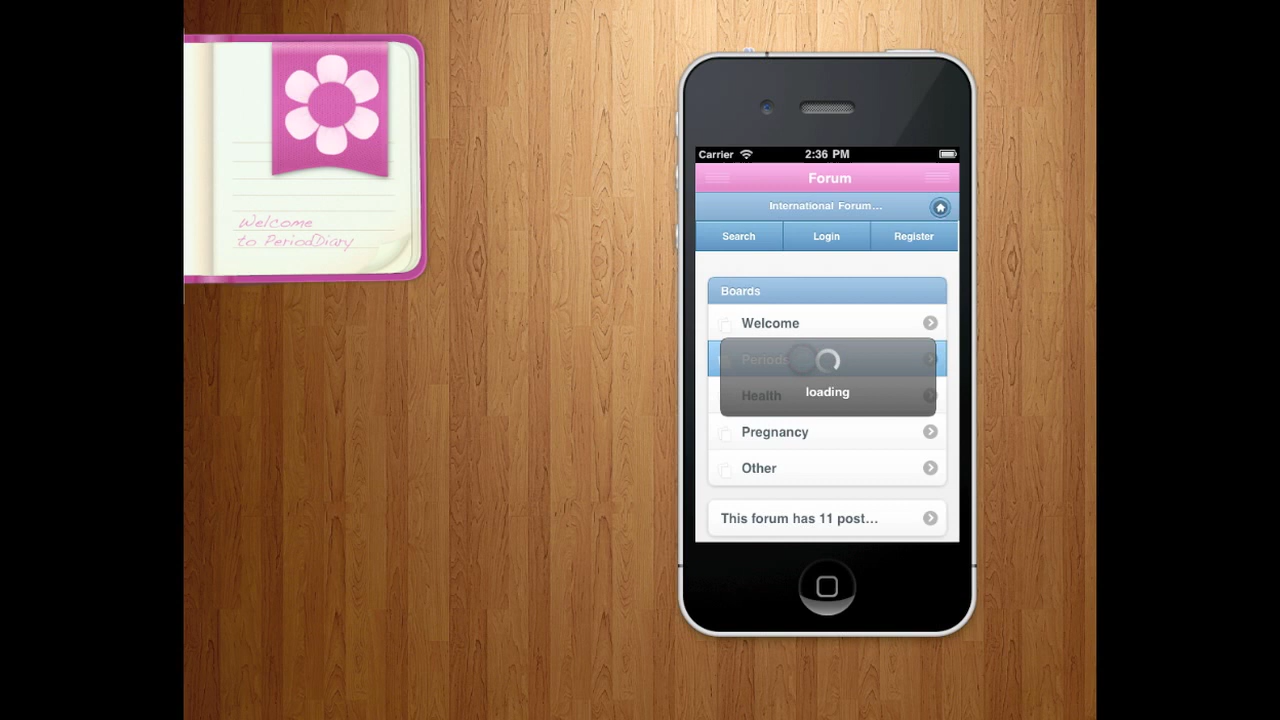 Welcome
to PeriodDiary
Carrier
2:36 PM
Forum
International Forum...
Search
Login
Register
Boards
Welcome
Periods
loading
Health
Pregnancy
Other
This forum has 11 post...